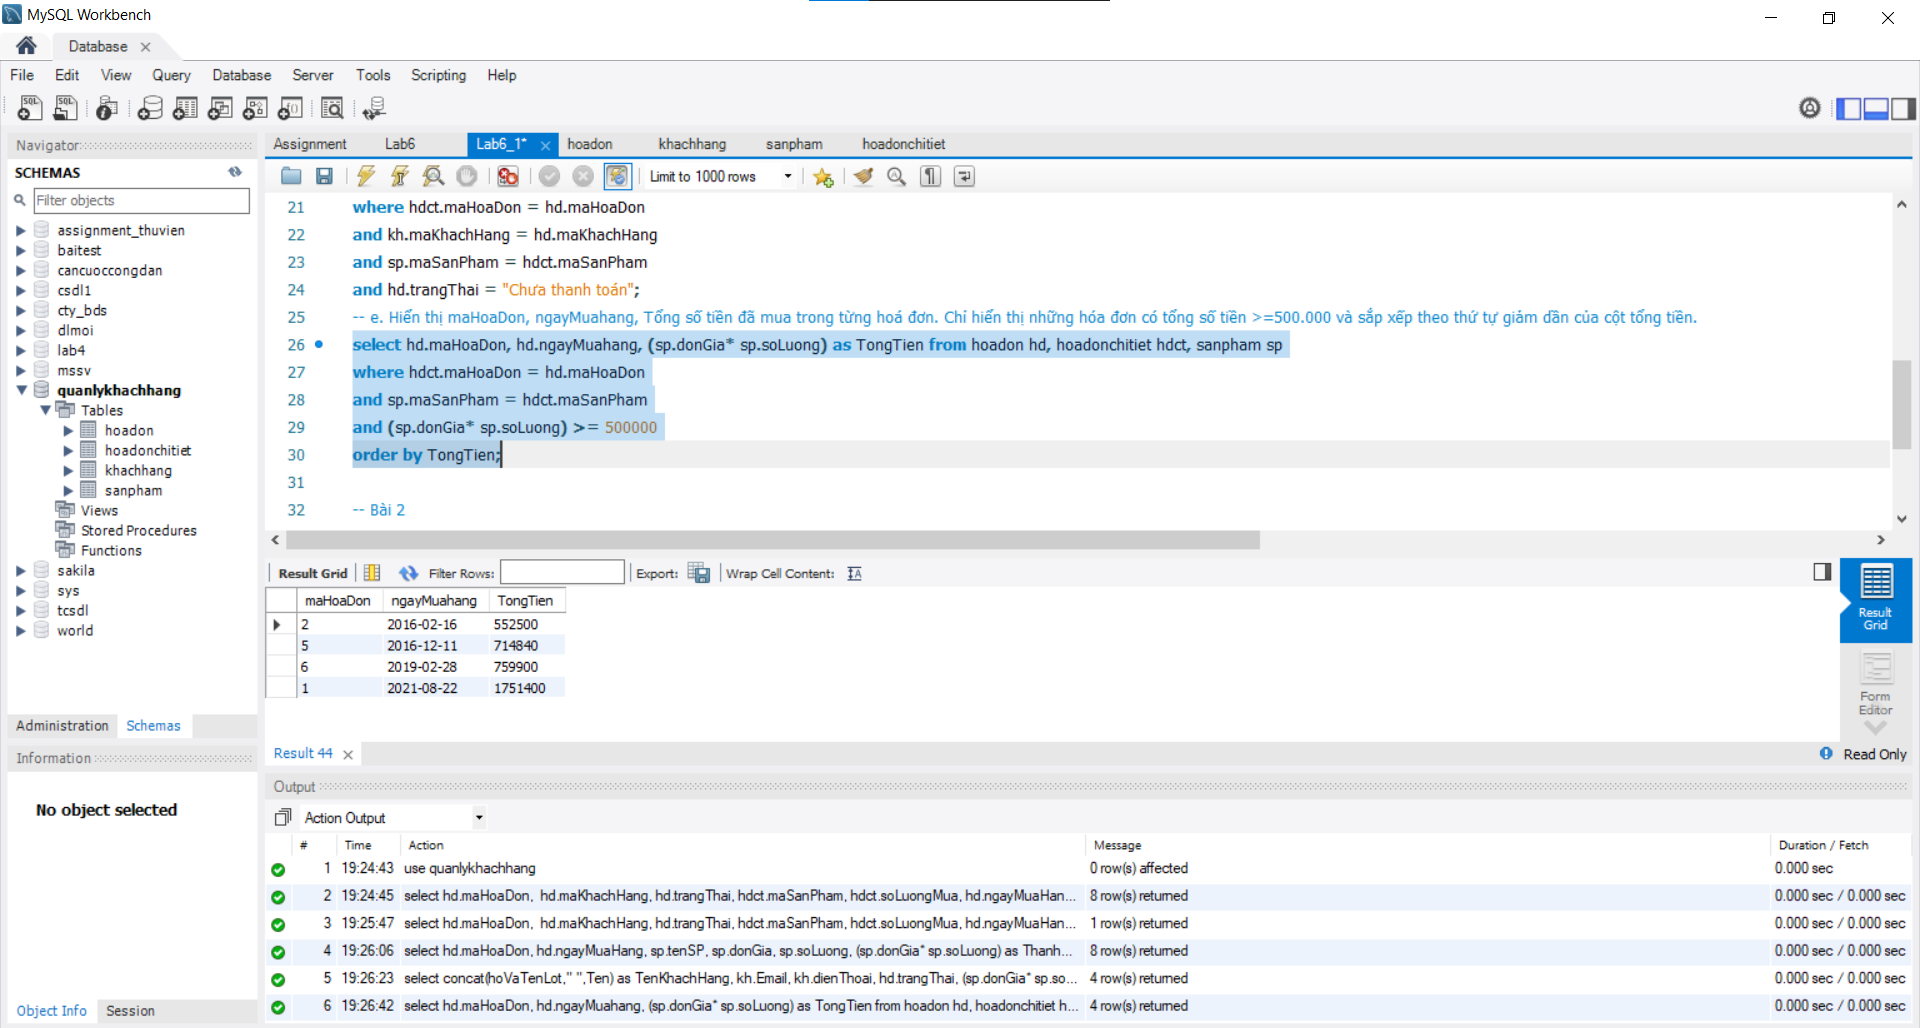 MySQL Workbench
Database
File Edit View Query Database Server Tools Scripting Help
Navigator
SCHEMAS
Filter objects
assignment_thuvien
baitest
cancuoccongdan
csdl1
cty_bds
dlmoi
lab4
mssv
quanlykhachhang
Tables
hoadon
hoadonchitiet
khachhang
sanpham
Views
Stored Procedures
Functions
sakila
sys
tcsdl
world
Administration Schemas
Information
No object selected
Object Info Session
Assignment Lab6 Lab6_1* hoadon khachhang sanpham hoadonchitiet
Limit to 1000 rows
21 where hdct.maHoaDon = hd.maHoaDon
22 and kh.maKhachHang = hd.maKhachHang
23 and sp.maSanPham = hdct.maSanPham
24 and hd.trangThai = "Chưa thanh toán";
25 -- e. Hiển thị maHoaDon, ngayMuahang, Tổng số tiền đã mua trong từng hoá đơn. Chỉ hiển thị những hóa đơn có tổng số tiền >=500.000 và sắp xếp theo thứ tự giảm dần của cột tổng tiền.
26 select hd.maHoaDon, hd.ngayMuahang, (sp.donGia* sp.soLuong) as TongTien from hoadon hd, hoadonchitiet hdct, sanpham sp
27 where hdct.maHoaDon = hd.maHoaDon
28 and sp.maSanPham = hdct.maSanPham
29 and (sp.donGia* sp.soLuong) >= 500000
30 order by TongTien;
31
32 -- Bài 2
Result Grid Filter Rows: Export: Wrap Cell Content:
maHoaDon ngayMuahang TongTien
2 2016-02-16 552500
5 2016-12-11 714840
6 2019-02-28 759900
1 2021-08-22 1751400
Result Grid
Form Editor
Result 44
Read Only
Output
Action Output
# Time Action Message Duration / Fetch
1 19:24:43 use quanlykhachhang 0 row(s) affected 0.000 sec
2 19:24:45 select hd.maHoaDon, hd.maKhachHang, hd.trangThai, hdct.maSanPham, hdct.soLuongMua, hd.ngayMuaHan... 8 row(s) returned 0.000 sec / 0.000 sec
3 19:25:47 select hd.maHoaDon, hd.maKhachHang, hd.trangThai, hdct.maSanPham, hdct.soLuongMua, hd.ngayMuaHan... 1 row(s) returned 0.000 sec / 0.000 sec
4 19:26:06 select hd.maHoaDon, hd.ngayMuaHang, sp.tenSP, sp.donGia, sp.soLuong, (sp.donGia* sp.soLuong) as Thanh... 8 row(s) returned 0.000 sec / 0.000 sec
5 19:26:23 select concat(hoVaTenLot," ",Ten) as TenKhachHang, kh.Email, kh.dienThoai, hd.trangThai, (sp.donGia* sp.so... 4 row(s) returned 0.000 sec / 0.000 sec
6 19:26:42 select hd.maHoaDon, hd.ngayMuahang, (sp.donGia* sp.soLuong) as TongTien from hoadon hd, hoadonchitiet h... 4 row(s) returned 0.000 sec / 0.000 sec